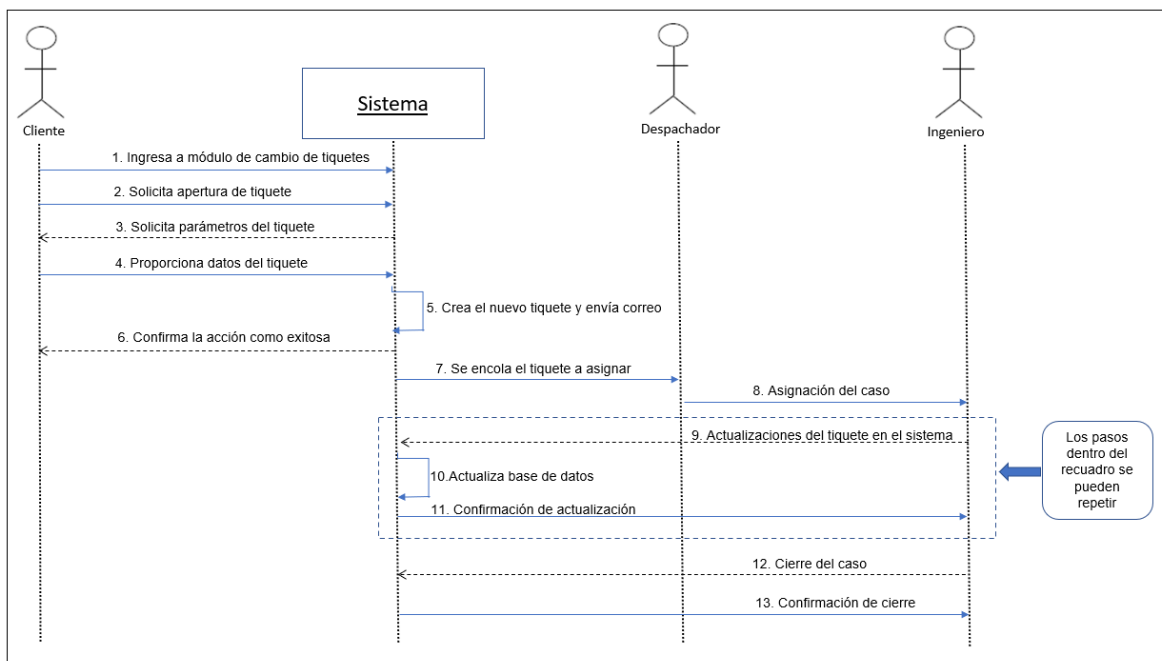 Sistema
Cliente
Despachador
Ingeniero
1. Ingresa a módulo de cambio de tiquetes
2. Solicita apertura de tiquete
3. Solicita parámetros del tiquete
4. Proporciona datos del tiquete
5. Crea el nuevo tiquete y envía correo
6. Confirma la acción como exitosa
7. Se encola el tiquete a asignar
8. Asignación del caso
9. Actualizaciones del tiquete en el sistema
10.Actualiza base de datos
11. Confirmación de actualización
Los pasos
dentro del
recuadro se
pueden
repetir
12. Cierre del caso
13. Confirmación de cierre